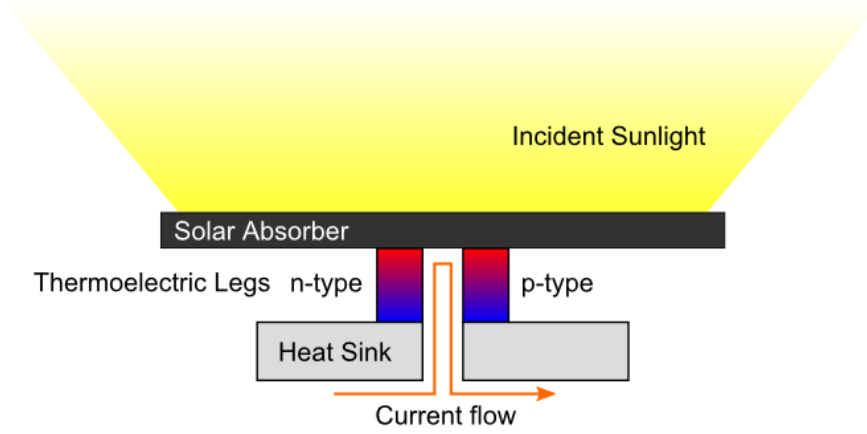 Incident Sunlight
Solar Absorber
Thermoelectric Legs n-type p-type
Heat Sink
Current flow